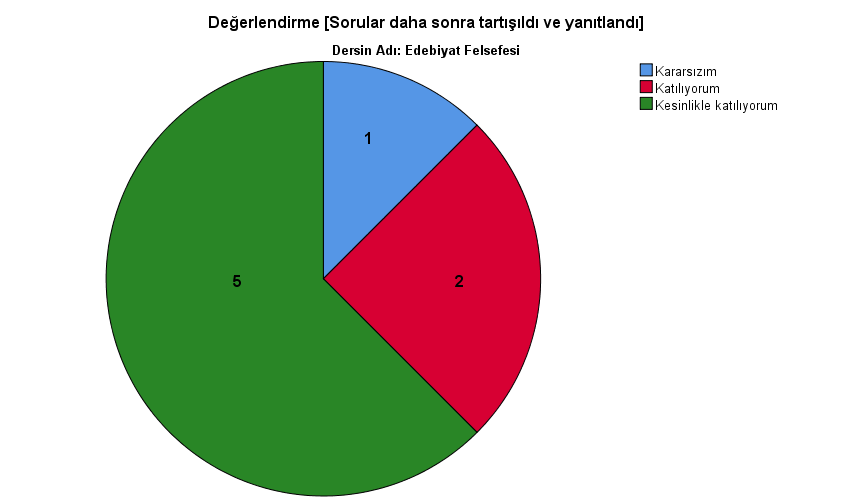 Değerlendirme [Sorular daha sonra tartışıldı ve yanıtlandı]
Dersin Adı: Edebiyat Felsefesi
Kararsızım
Katılıyorum
Kesinlikle katılıyorum
1
2
5